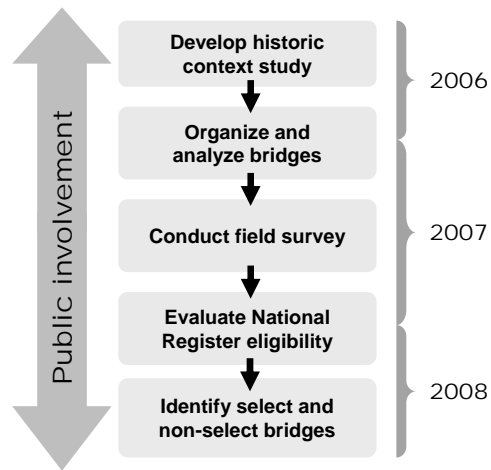 Public involvement
Develop historic
context study
Organize and
analyze bridges
Conduct field survey
Evaluate National
Register eligibility
Identify select and
non-select bridges
2006
2007
2008